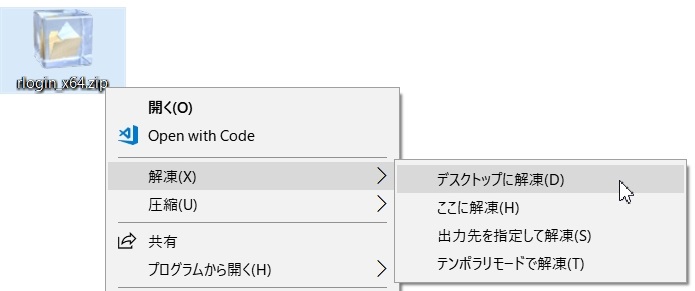 rlogin_x64.zip
開く(O)
Open with Code
解凍(X)
圧縮(U)
共有
プログラムから開く(H)
デスクトップに解凍(D)
ここに解凍(H)
出力先を指定して解凍(S)
テンポラリモードで解凍(T)